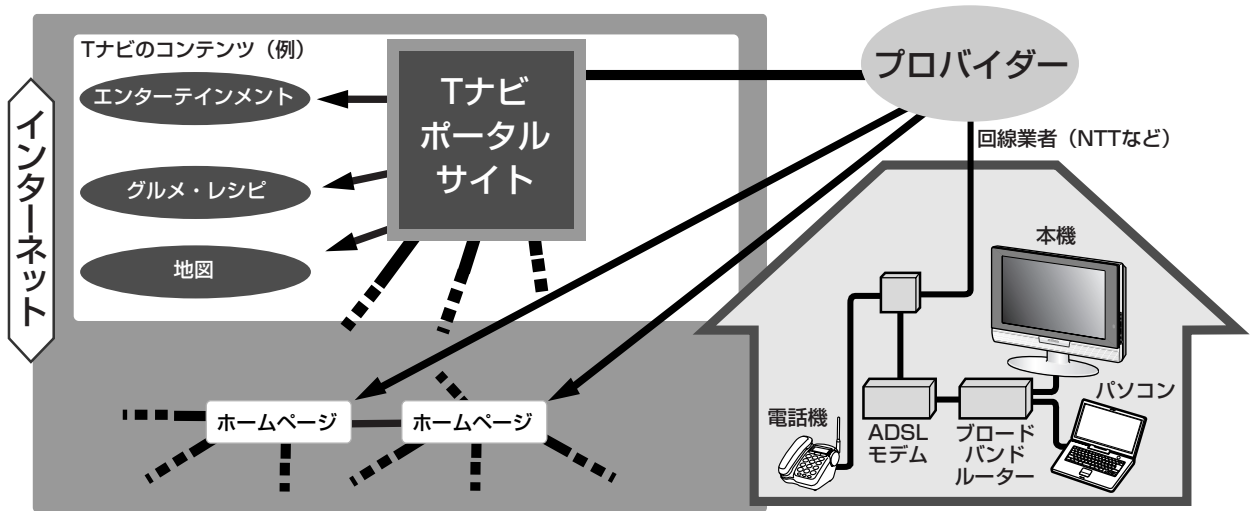 インターネット
Tナビのコンテンツ（例）
エンターテインメント
グルメ・レシピ
地図
Tナビ
ポータル
サイト
プロバイダー
回線業者（NTTなど）
本機
パソコン
電話機
ADSL
モデム
ブロード
バンド
ルーター
ホームページ
ホームページ